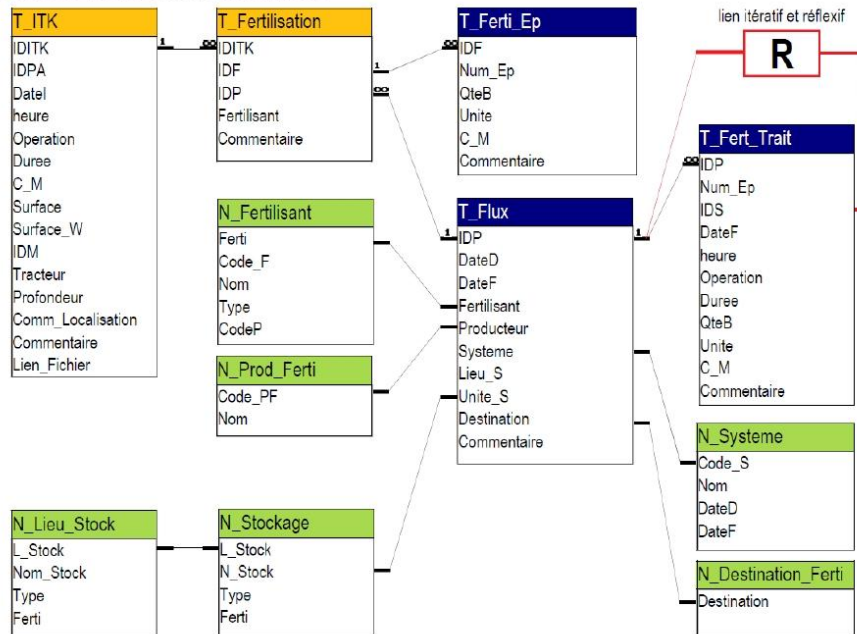 T_ITK
IDITK
IDPA
DateI
heure
Operation
Duree
C_M
Surface
Surface_W
IDM
Tracteur
Profondeur
Comm_Localisation
Commentaire
Lien_Fichier
1
∞
T_Fertilisation
IDITK
IDF
IDP
Fertilisant
Commentaire
1
∞
∞
T_Ferti_Ep
IDF
Num_Ep
QteB
Unite
C_M
Commentaire
lien itératif et réflexif
R
N_Fertilisant
Ferti
Code_F
Nom
Type
CodeP
T_Flux
1
IDP
1
DateD
DateF
Fertilisant
Producteur
Systeme
Lieu_S
Unite_S
Destination
Commentaire
T_Fert_Trait
∞
IDP
Num_Ep
IDS
DateF
heure
Operation
Duree
QteB
Unite
C_M
Commentaire
N_Prod_Ferti
Code_PF
Nom
N_Systeme
Code_S
Nom
DateD
DateF
N_Lieu_Stock
L_Stock
Nom_Stock
Type
Ferti
N_Stockage
L_Stock
N_Stock
Type
Ferti
N_Destination_Ferti
Destination